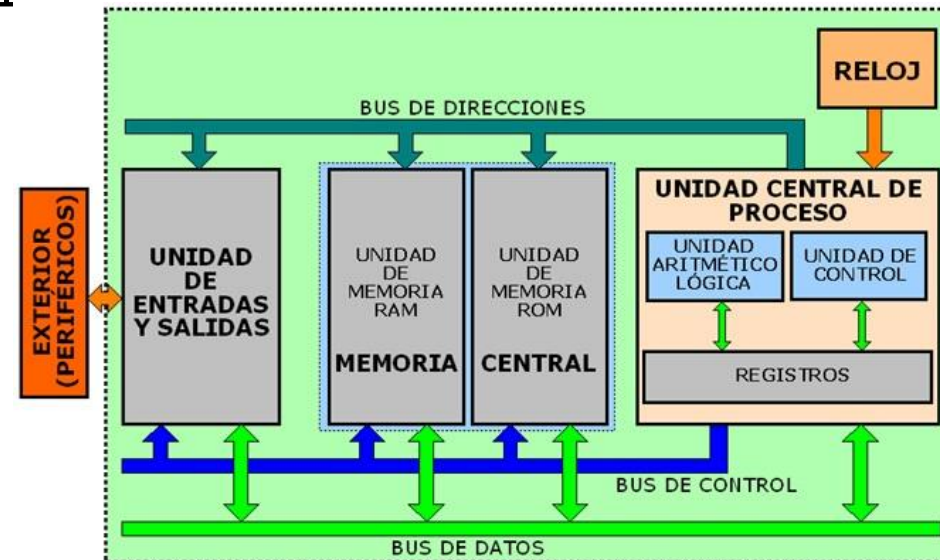 RELOJ
BUS DE DIRECCIONES
EXTERIOR
(PERIFÉRICOS)
UNIDAD
DE
ENTRADAS
Y SALIDAS
UNIDAD
DE
MEMORIA
RAM
MEMORIA
UNIDAD
DE
MEMORIA
ROM
CENTRAL
UNIDAD CENTRAL DE
PROCESO
UNIDAD
ARITMÉTICO
LÓGICA
UNIDAD DE
CONTROL
REGISTROS
BUS DE CONTROL
BUS DE DATOS